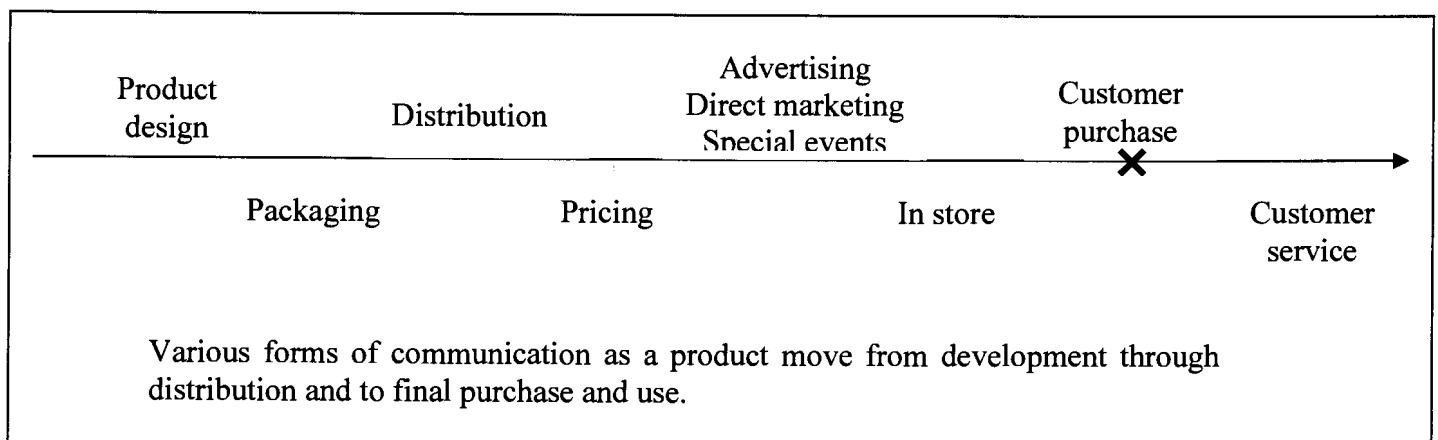 Product
design
Distribution
Advertising
Direct marketing
Special events
Customer
purchase
Packaging
Pricing
In store
Customer
service
Various forms of communication as a product move from development through
distribution and to final purchase and use.